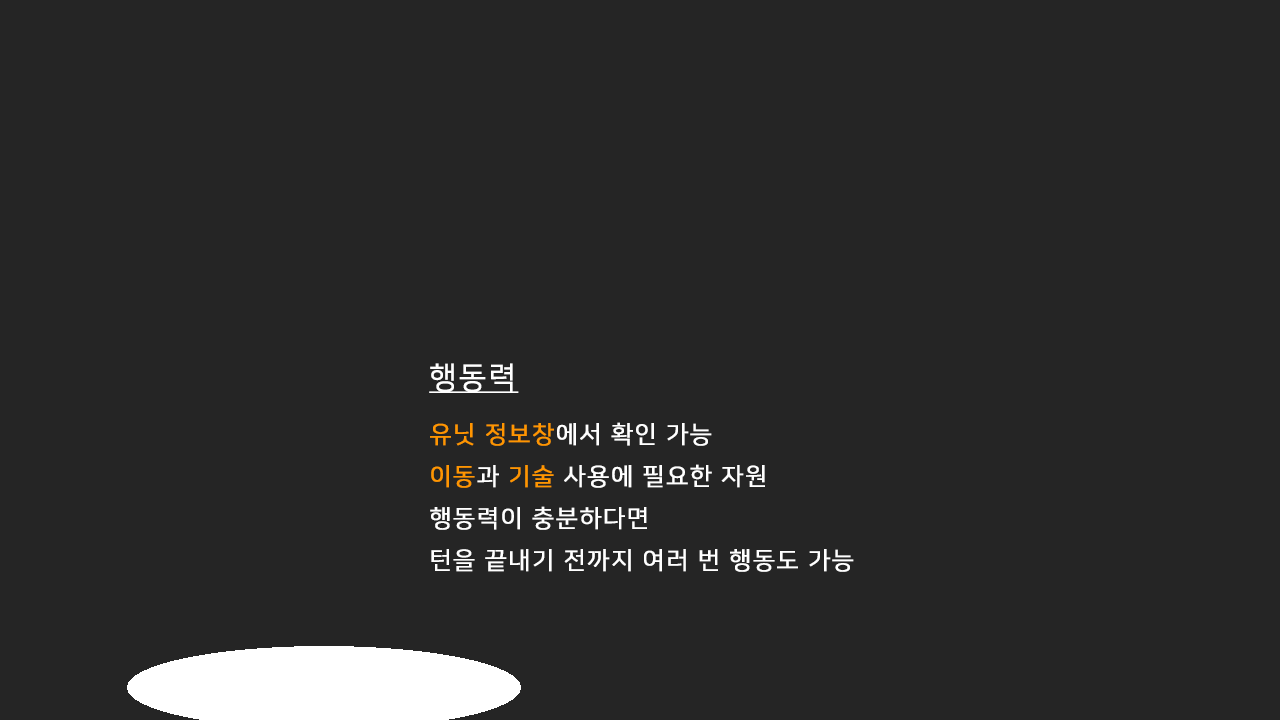 행동력
유닛 정보창에서 확인 가능
이동과 기술 사용에 필요한 자원
행동력이 충분하다면
턴을 끝내기 전까지 여러 번 행동도 가능